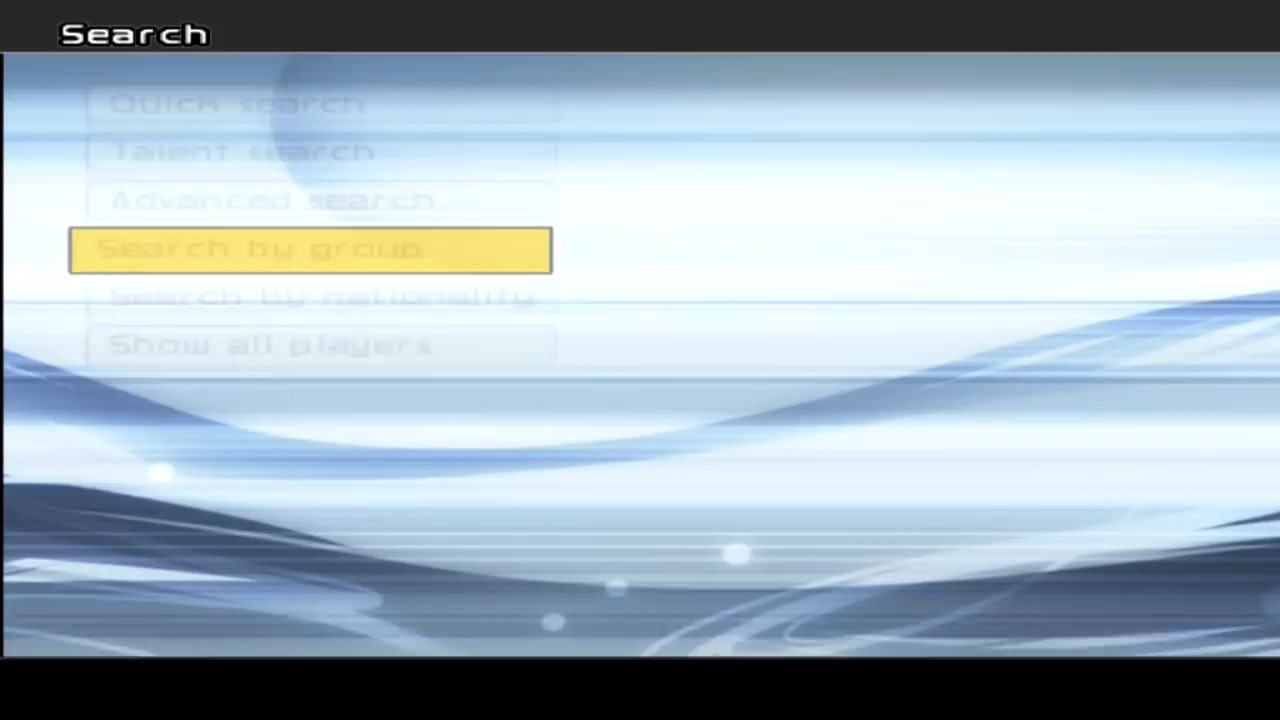 Search
Quick search
Talent search
Advanced search
Search by group
Search by nationality
Show all players